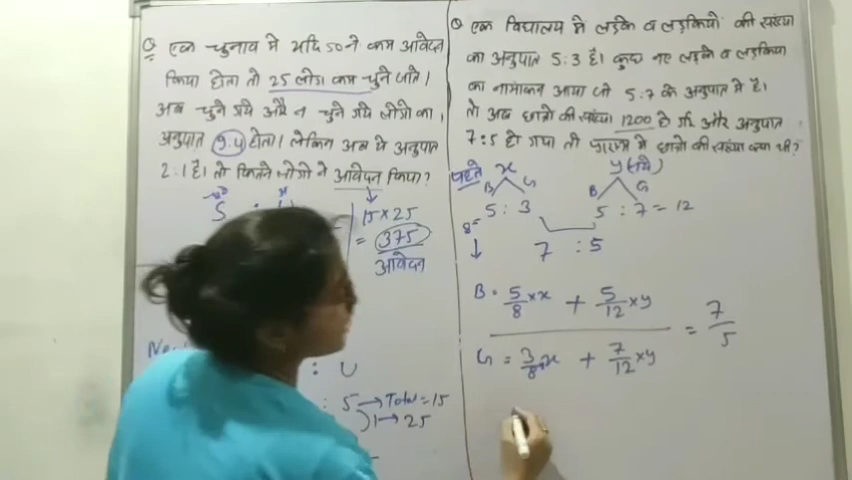 Q एक चुनाव मे यदि 50 ने कम आवेदन
किया होता तो 25 लोग कम चुने जाते।
अब चुने गये और न चुने गये लोगो का
अनुपात 9:4 होता। लेकिन अब ये अनुपात
2:1 है। तो कितने लोगो ने आवेदन किया?
5 :
15 x 25
= 375
आवेदन
: U
: 5 → Total = 15
1 → 25
Q एक विद्यालय मे लड़के व लड़कियों की संख्या
का अनुपात 5:3 है। कुछ नए लड़के व लड़किया
का नामांकन आया जो 5:7 के अनुपात मे है।
तो अब छात्रो की संख्या 1200 हो गई और अनुपात
7:5 हो गया तो प्रारम्भ मे छात्रो की संख्या क्या थी?
पहले x y (नये)
B G B G
5 : 3 5 : 7 = 12
8= 7 : 5
B = 5/8 x x + 5/12 x y
= 7/5
G = 3/8 x x + 7/12 x y